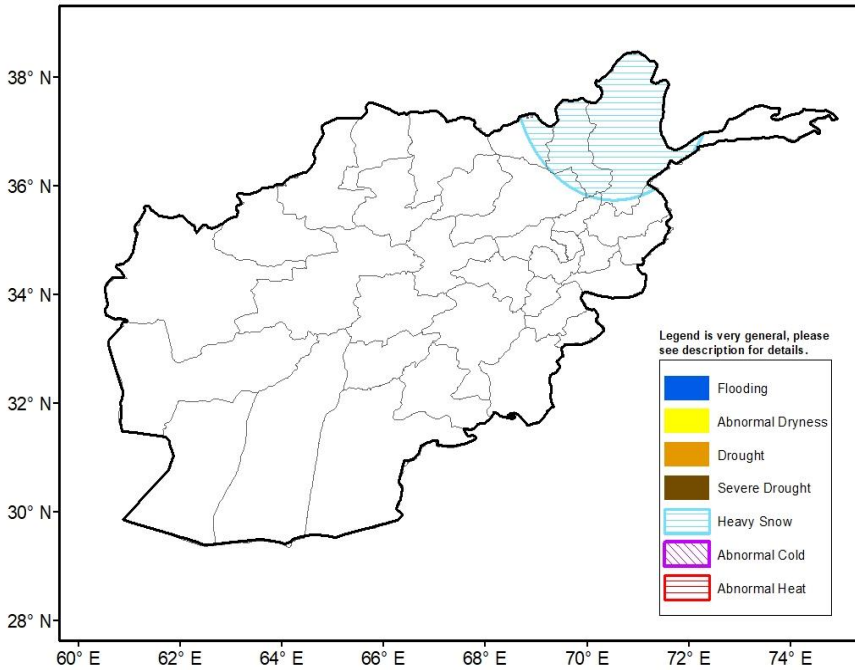 38° N
36° N
34° N
32° N
30° N
28° N
60° E
62° E
64° E
66° E
68° E
70° E
72° E
74° E
Legend is very general, please
see description for details.
Flooding
Abnormal Dryness
Drought
Severe Drought
Heavy Snow
Abnormal Cold
Abnormal Heat